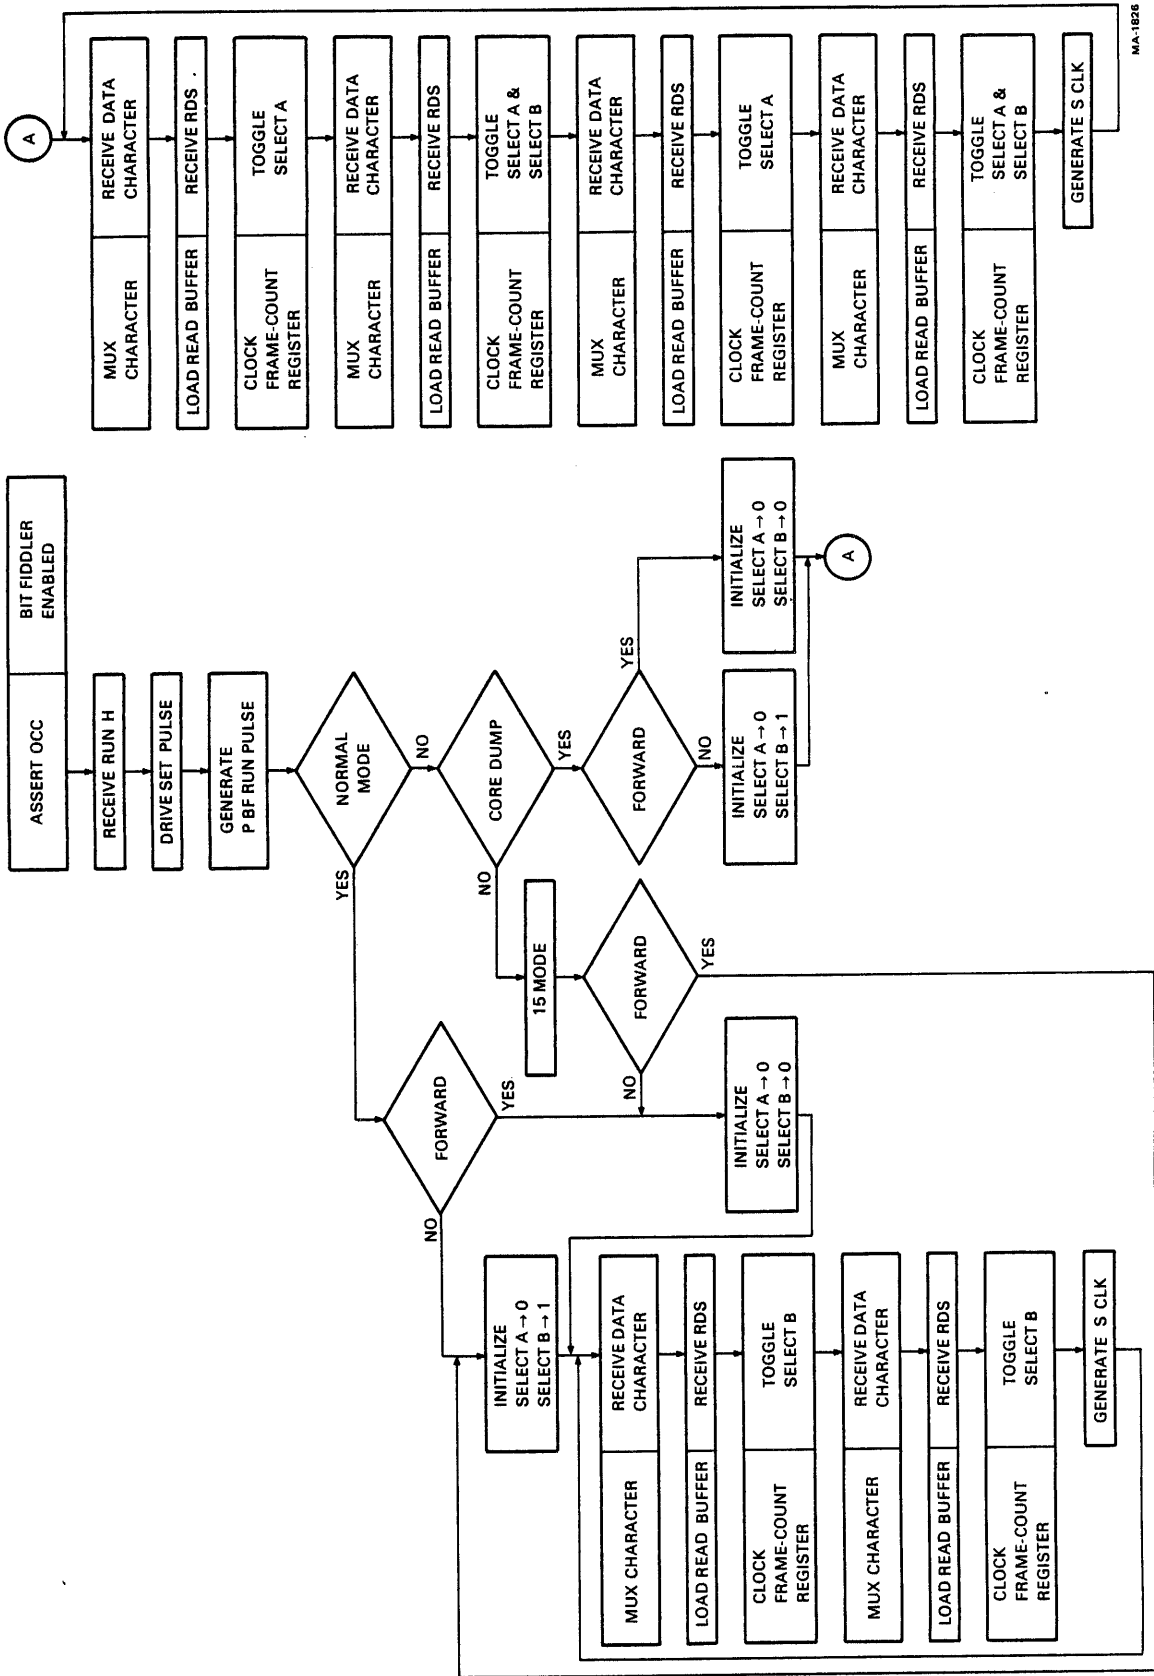 ASSERT OCC
BIT FIDDLER
ENABLED
RECEIVE RUN H
DRIVE SET PULSE
GENERATE
P BF RUN PULSE
NORMAL
MODE
YES
NO
CORE DUMP
NO
YES
FORWARD
NO
YES
15 MODE
FORWARD
NO
YES
FORWARD
NO
YES
INITIALIZE
SELECT A → 0
SELECT B → 1
INITIALIZE
SELECT A → 0
SELECT B → 0
INITIALIZE
SELECT A → 0
SELECT B → 1
INITIALIZE
SELECT A → 0
SELECT B → 0
A
MUX CHARACTER
RECEIVE DATA
CHARACTER
LOAD READ BUFFER
RECEIVE RDS
CLOCK
FRAME-COUNT
REGISTER
TOGGLE
SELECT B
MUX CHARACTER
RECEIVE DATA
CHARACTER
LOAD READ BUFFER
RECEIVE RDS
CLOCK
FRAME-COUNT
REGISTER
TOGGLE
SELECT B
GENERATE S CLK
A
MUX
CHARACTER
RECEIVE DATA
CHARACTER
LOAD READ BUFFER
RECEIVE RDS
CLOCK
FRAME-COUNT
REGISTER
TOGGLE
SELECT A
MUX
CHARACTER
RECEIVE DATA
CHARACTER
LOAD READ BUFFER
RECEIVE RDS
CLOCK
FRAME-COUNT
REGISTER
TOGGLE
SELECT A &
SELECT B
MUX
CHARACTER
RECEIVE DATA
CHARACTER
LOAD READ BUFFER
RECEIVE RDS
CLOCK
FRAME-COUNT
REGISTER
TOGGLE
SELECT A
MUX
CHARACTER
RECEIVE DATA
CHARACTER
LOAD READ BUFFER
RECEIVE RDS
CLOCK
FRAME-COUNT
REGISTER
TOGGLE
SELECT A &
SELECT B
GENERATE S CLK
MA-1826